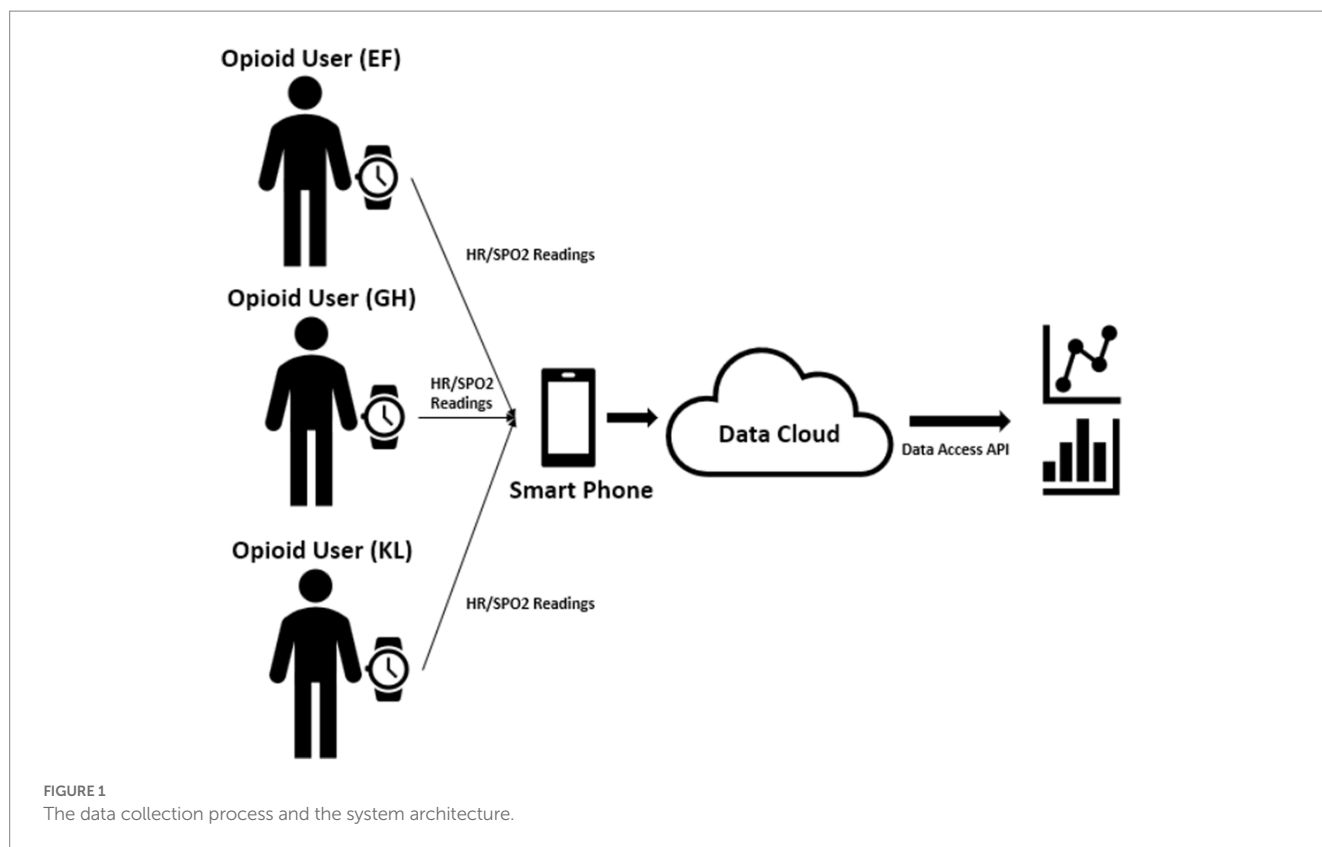 Opioid User (EF)
HR/SPO2 Readings
Opioid User (GH)
HR/SPO2
Readings
Smart Phone
Data Cloud
Data Access API
Opioid User (KL)
HR/SPO2 Readings
FIGURE 1
The data collection process and the system architecture.